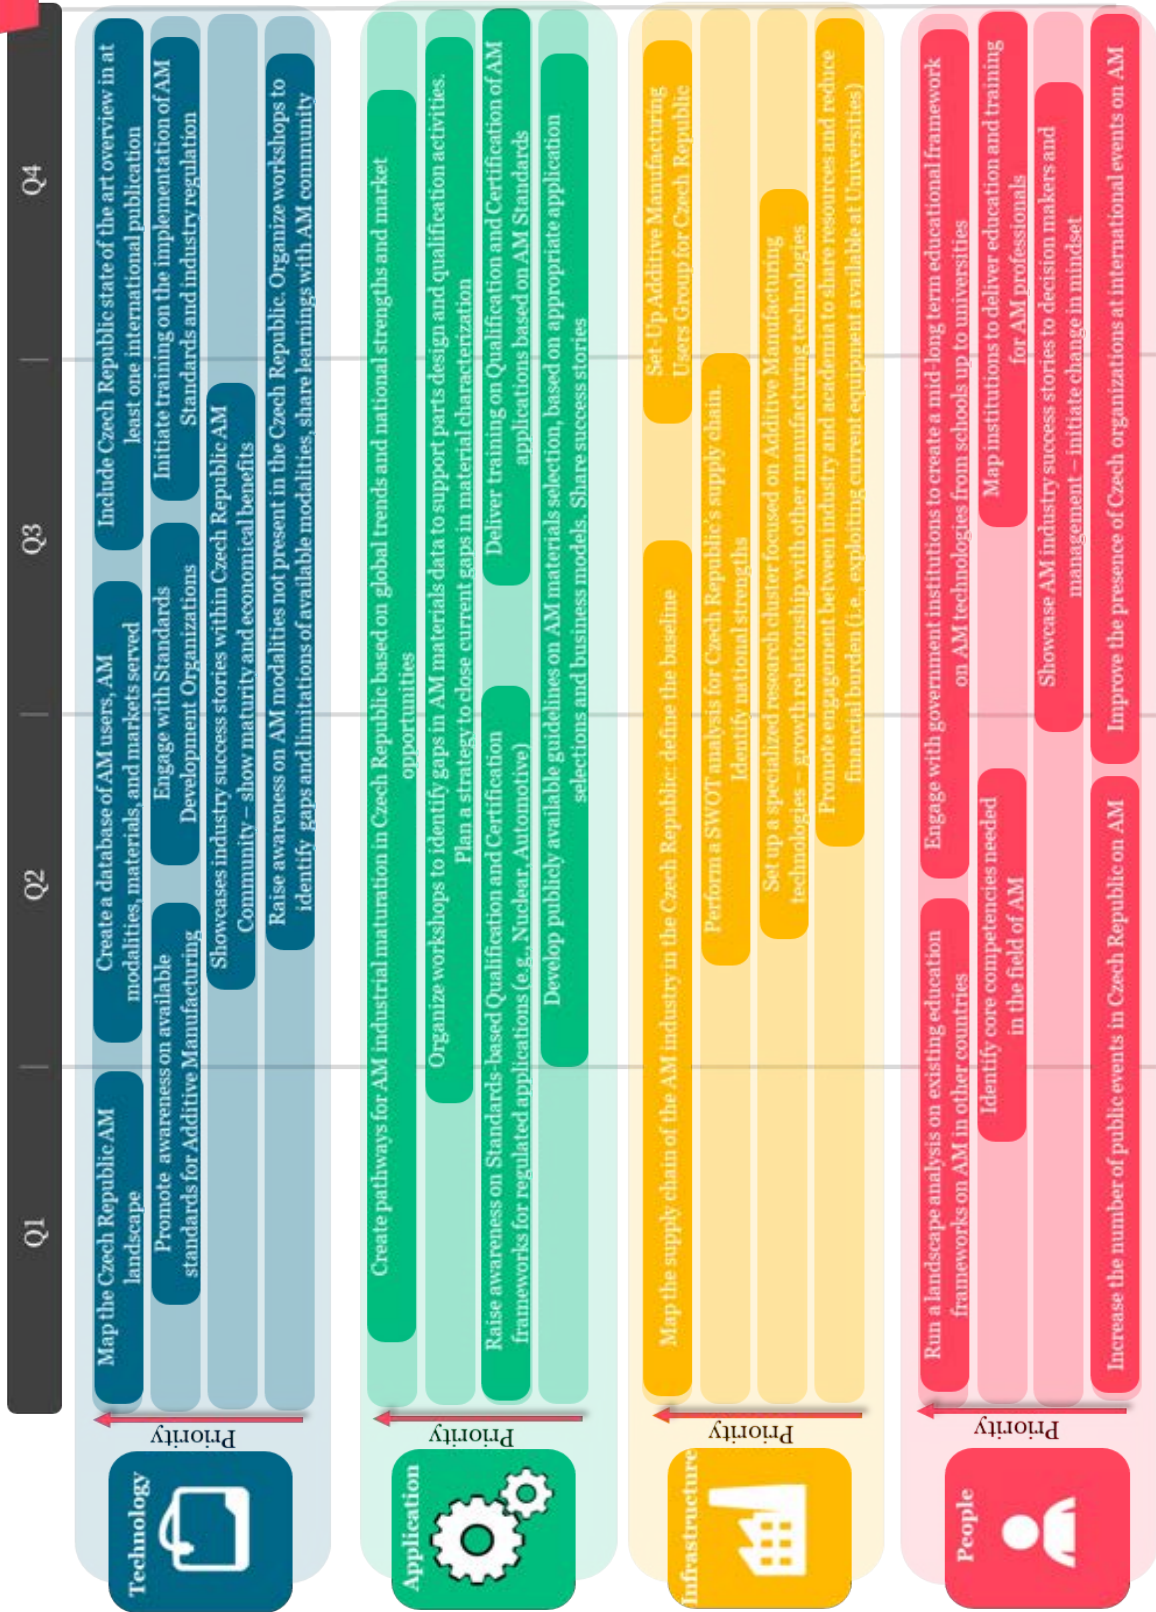 Q1
Q2
Q3
Q4
Technology
Priority
Map the Czech Republic AM
landscape
Create a database of AM users, AM
modalities, materials, and markets served
Include Czech Republic state of the art overview in at
least one international publication
Promote awareness on available
standards for Additive Manufacturing
Engage with Standards
Development Organizations
Initiate training on the implementation of AM
Standards and industry regulation
Showcases industry success stories within Czech Republic AM
Community – show maturity and economical benefits
Raise awareness on AM modalities not present in the Czech Republic. Organize workshops to
identify gaps and limitations of available modalities, share learnings with AM community
Application
Priority
Create pathways for AM industrial maturation in Czech Republic based on global trends and national strengths and market
opportunities
Organize workshops to identify gaps in AM materials data to support parts design and qualification activities.
Plan a strategy to close current gaps in material characterization
Raise awareness on Standards-based Qualification and Certification
frameworks for regulated applications (e.g., Nuclear, Automotive)
Deliver training on Qualification and Certification of AM
applications based on AM Standards
Develop publicly available guidelines on AM materials selection, based on appropriate application
selections and business models. Share success stories
Infrastructure
Priority
Map the supply chain of the AM industry in the Czech Republic: define the baseline
Set Up Additive Manufacturing
Users Group for Czech Republic
Perform a SWOT analysis for Czech Republic's supply chain.
Identify national strengths
Set up a specialized research cluster focused on Additive Manufacturing
technologies – growth relationship with other manufacturing technologies
Promote engagement between industry and academia to share resources and reduce
financial burden (i.e., exploiting current equipment available at Universities)
People
Priority
Run a landscape analysis on existing education
frameworks on AM in other countries
Engage with government institutions to create a mid-long term educational framework
on AM technologies from schools up to universities
Identify core competencies needed
in the field of AM
Map institutions to deliver education and training
for AM professionals
Showcase AM industry success stories to decision makers and
management – initiate change in mindset
Increase the number of public events in Czech Republic on AM
Improve the presence of Czech organizations at international events on AM